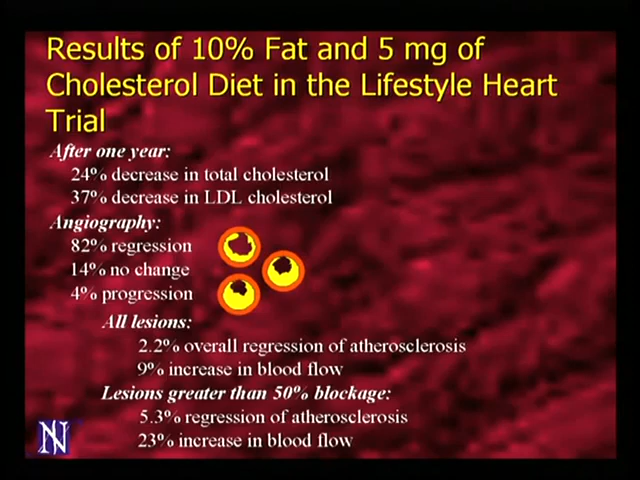 Results of 10% Fat and 5 mg of
Cholesterol Diet in the Lifestyle Heart
Trial
After one year:
24% decrease in total cholesterol
37% decrease in LDL cholesterol
Angiography:
82% regression
14% no change
4% progression
All lesions:
2.2% overall regression of atherosclerosis
9% increase in blood flow
Lesions greater than 50% blockage:
5.3% regression of atherosclerosis
23% increase in blood flow
N